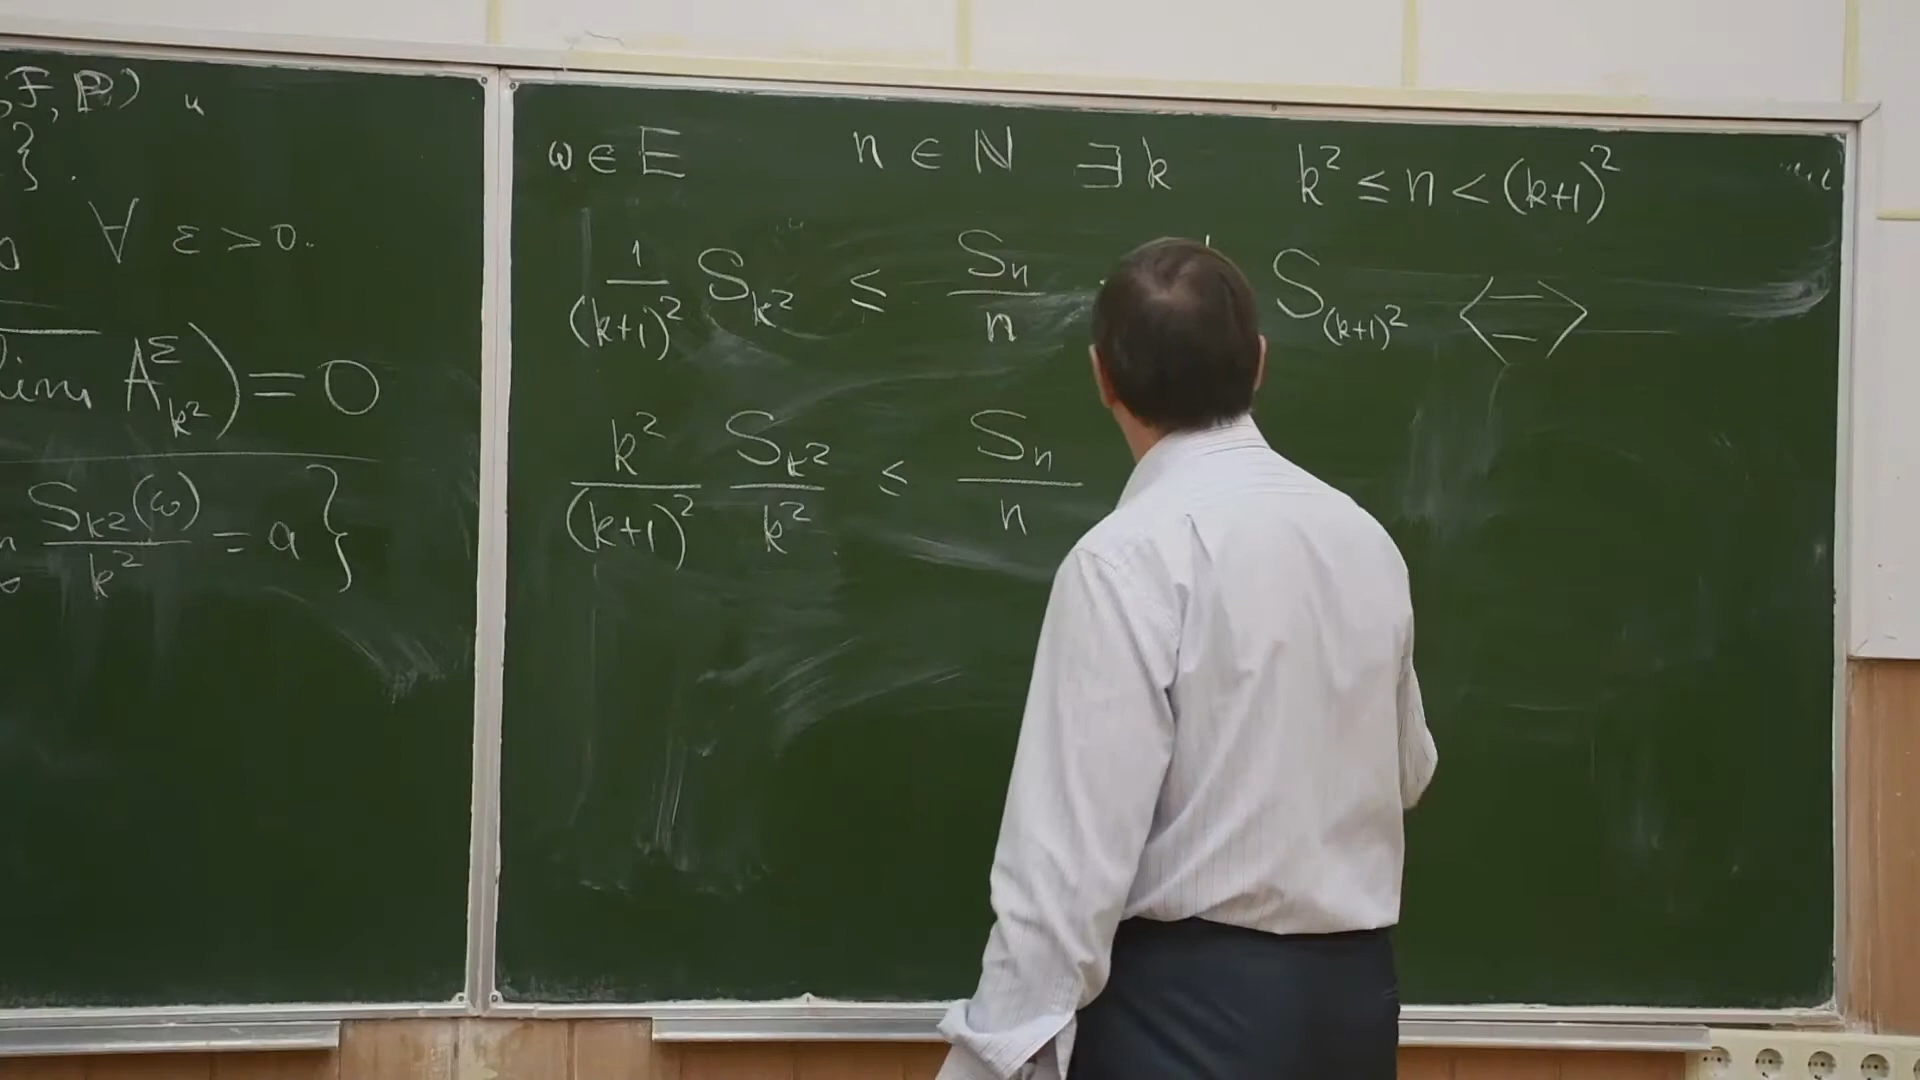 , F, P) и
}.
∀ ε > 0.
lim A^ε_{k²}) = 0
S_{k²}(ω) / k² = a }
ω ∈ E n ∈ ℕ ∃ k k² ≤ n < (k+1)²
1/(k+1)² S_{k²} ≤ S_n/n S_{(k+1)²} ⟺
k²/(k+1)² S_{k²}/k² ≤ S_n/n